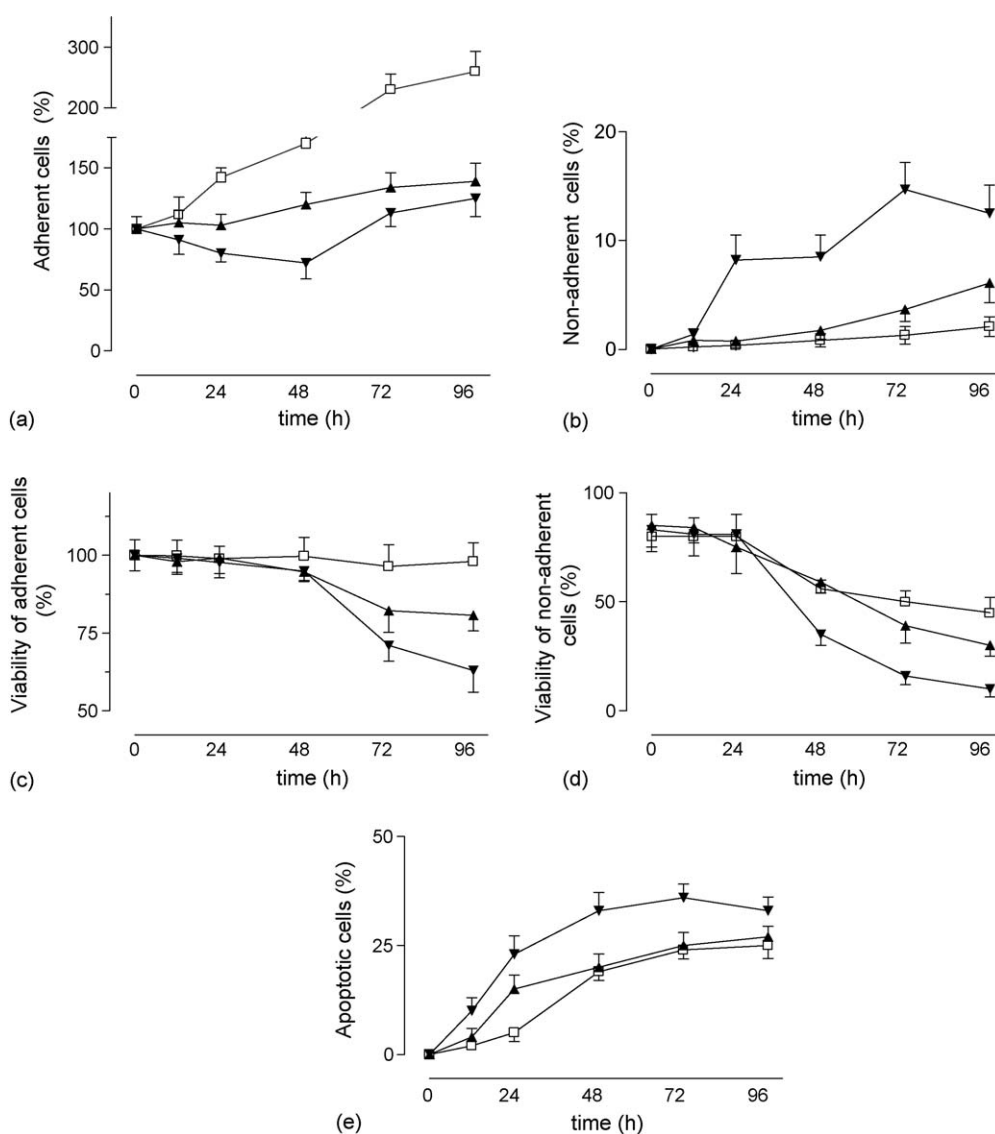 300
200
150
100
50
0
Adherent cells (%)
0 24 48 72 96
time (h)
(a)
20
10
0
Non-adherent cells (%)
0 24 48 72 96
time (h)
(b)
100
75
50
Viability of adherent cells
(%)
0 24 48 72 96
time (h)
(c)
100
50
0
Viability of non-adherent
cells (%)
0 24 48 72 96
time (h)
(d)
50
25
0
Apoptotic cells (%)
0 24 48 72 96
time (h)
(e)